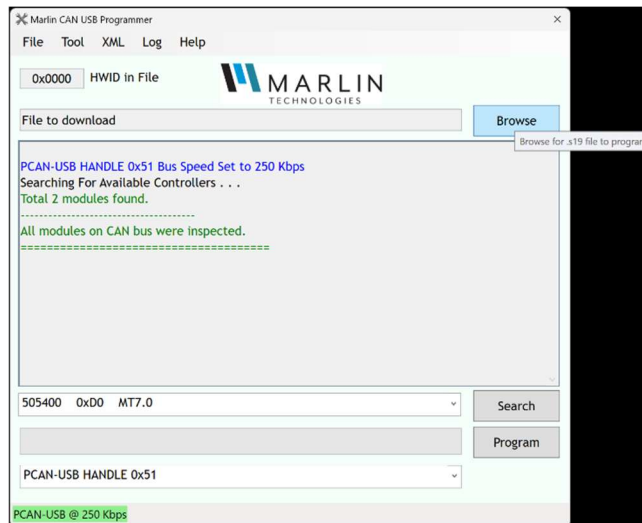 Marlin CAN USB Programmer
File Tool XML Log Help
0x0000 HWID in File
MARLIN
TECHNOLOGIES
File to download Browse
Browse for .s19 file to program
PCAN-USB HANDLE 0x51 Bus Speed Set to 250 Kbps
Searching For Available Controllers . . .
Total 2 modules found.
-----------------------------------
All modules on CAN bus were inspected.
======================================
505400 0xD0 MT7.0 Search
Program
PCAN-USB HANDLE 0x51
PCAN-USB @ 250 Kbps